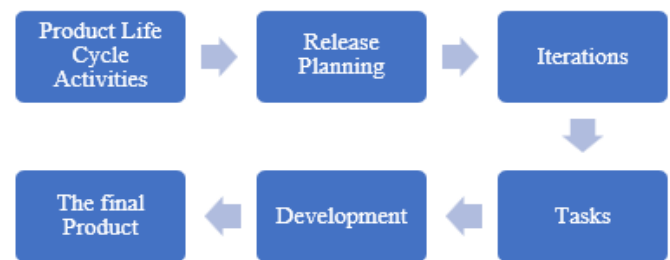 Product Life
Cycle
Activities
Release
Planning
Iterations
Tasks
Development
The final
Product